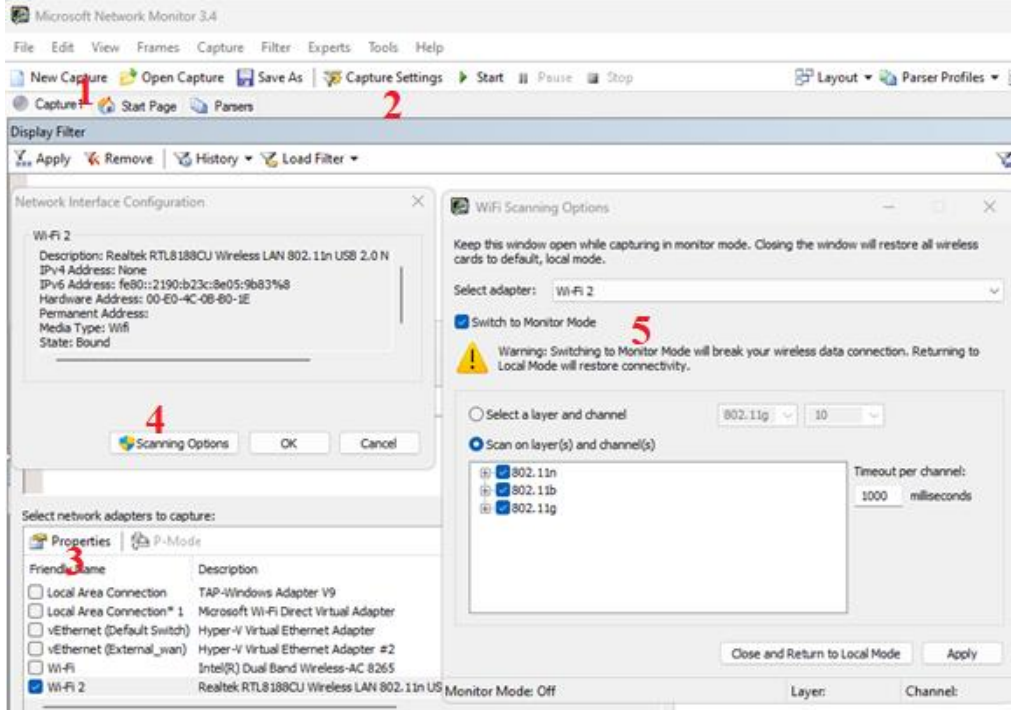 Microsoft Network Monitor 3.4
File Edit View Frames Capture Filter Experts Tools Help
New Capture Open Capture Save As Capture Settings Start Pause Stop Layout Parser Profiles
1
2
Capture1 Start Page Parsers
Display Filter
Apply Remove History Load Filter
Network Interface Configuration
Wi-Fi 2
Description: Realtek RTL8188CU Wireless LAN 802.11n USB 2.0 N
IPv4 Address: None
IPv6 Address: fe80::2190:b23c:8e05:9b83%8
Hardware Address: 00-E0-4C-0B-B0-1E
Permanent Address:
Media Type: Wifi
State: Bound
4
Scanning Options OK Cancel
WiFi Scanning Options
Keep this window open while capturing in monitor mode. Closing the window will restore all wireless
cards to default, local mode.
Select adapter: Wi-Fi 2
Switch to Monitor Mode
5
Warning: Switching to Monitor Mode will break your wireless data connection. Returning to
Local Mode will restore connectivity.
Select a layer and channel 802.11g 10
Scan on layer(s) and channel(s)
802.11n
802.11b
802.11g
Timeout per channel:
1000 miliseconds
Close and Return to Local Mode Apply
Monitor Mode: Off Layer: Channel:
Select network adapters to capture:
Properties P-Mode
3
Friendly Name Description
Local Area Connection TAP-Windows Adapter V9
Local Area Connection* 1 Microsoft Wi-Fi Direct Virtual Adapter
vEthernet (Default Switch) Hyper-V Virtual Ethernet Adapter
vEthernet (External_wan) Hyper-V Virtual Ethernet Adapter #2
Wi-Fi Intel(R) Dual Band Wireless-AC 8265
Wi-Fi 2 Realtek RTL8188CU Wireless LAN 802.11n US